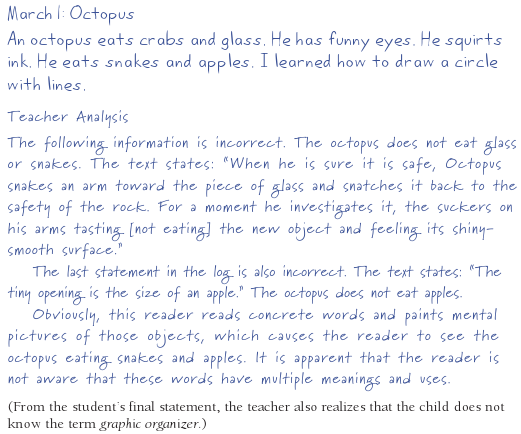 March 1: Octopus
An octopus eats crabs and glass. He has funny eyes. He squirts
ink. He eats snakes and apples. I learned how to draw a circle
with lines.
Teacher Analysis
The following information is incorrect. The octopus does not eat glass
or snakes. The text states: "When he is sure it is safe, Octopus
snakes an arm toward the piece of glass and snatches it back to the
safety of the rock. For a moment he investigates it, the suckers on
his arms tasting [not eating] the new object and feeling its shiny-
smooth surface."
The last statement in the log is also incorrect. The text states: "The
tiny opening is the size of an apple." The octopus does not eat apples.
Obviously, this reader reads concrete words and paints mental
pictures of those objects, which causes the reader to see the
octopus eating snakes and apples. It is apparent that the reader is
not aware that these words have multiple meanings and uses.
(From the student's final statement, the teacher also realizes that the child does not
know the term graphic organizer.)